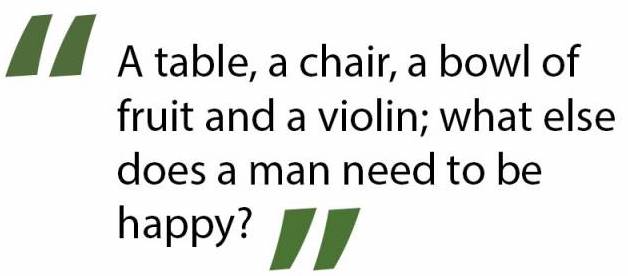 A table, a chair, a bowl of
fruit and a violin; what else
does a man need to be
happy?